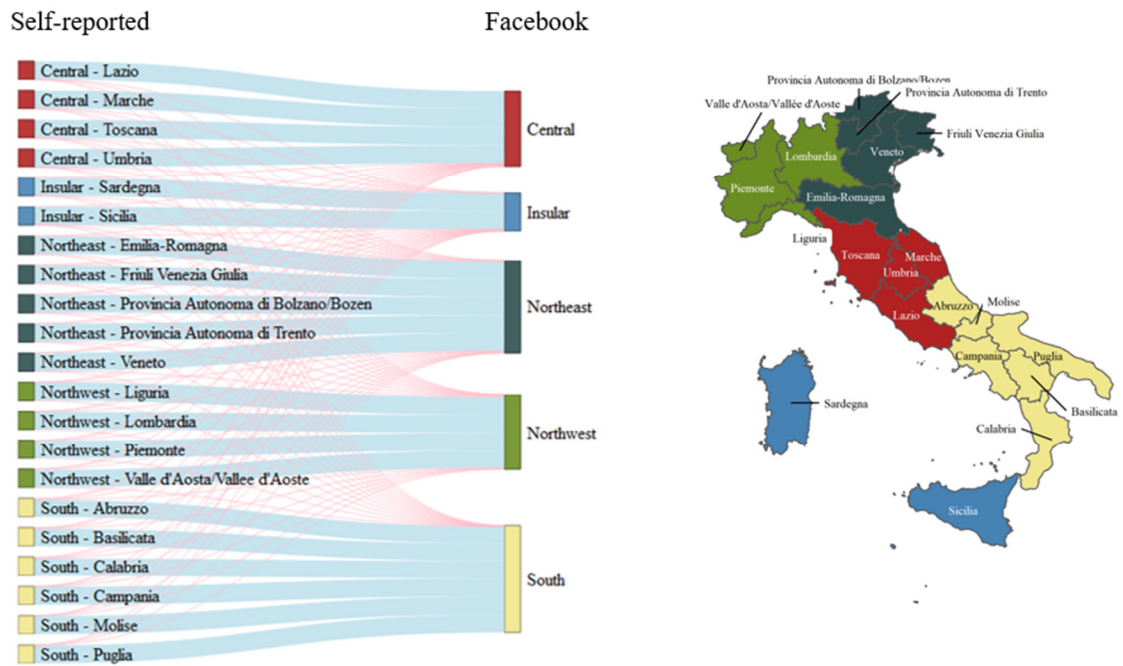 Self-reported
Facebook
Central - Lazio
Central - Marche
Central - Toscana
Central - Umbria
Insular - Sardegna
Insular - Sicilia
Northeast - Emilia-Romagna
Northeast - Friuli Venezia Giulia
Northeast - Provincia Autonoma di Bolzano/Bozen
Northeast - Provincia Autonoma di Trento
Northeast - Veneto
Northwest - Liguria
Northwest - Lombardia
Northwest - Piemonte
Northwest - Valle d'Aosta/Vallee d'Aoste
South - Abruzzo
South - Basilicata
South - Calabria
South - Campania
South - Molise
South - Puglia
Central
Insular
Northeast
Northwest
South
Provincia Autonoma di Bolzano/Bozen
Provincia Autonoma di Trento
Valle d'Aosta/Vallée d'Aoste
Friuli Venezia Giulia
Veneto
Lombardia
Piemonte
Emilia-Romagna
Liguria
Toscana
Marche
Umbria
Lazio
Abruzzo
Molise
Campania
Puglia
Basilicata
Sardegna
Calabria
Sicilia